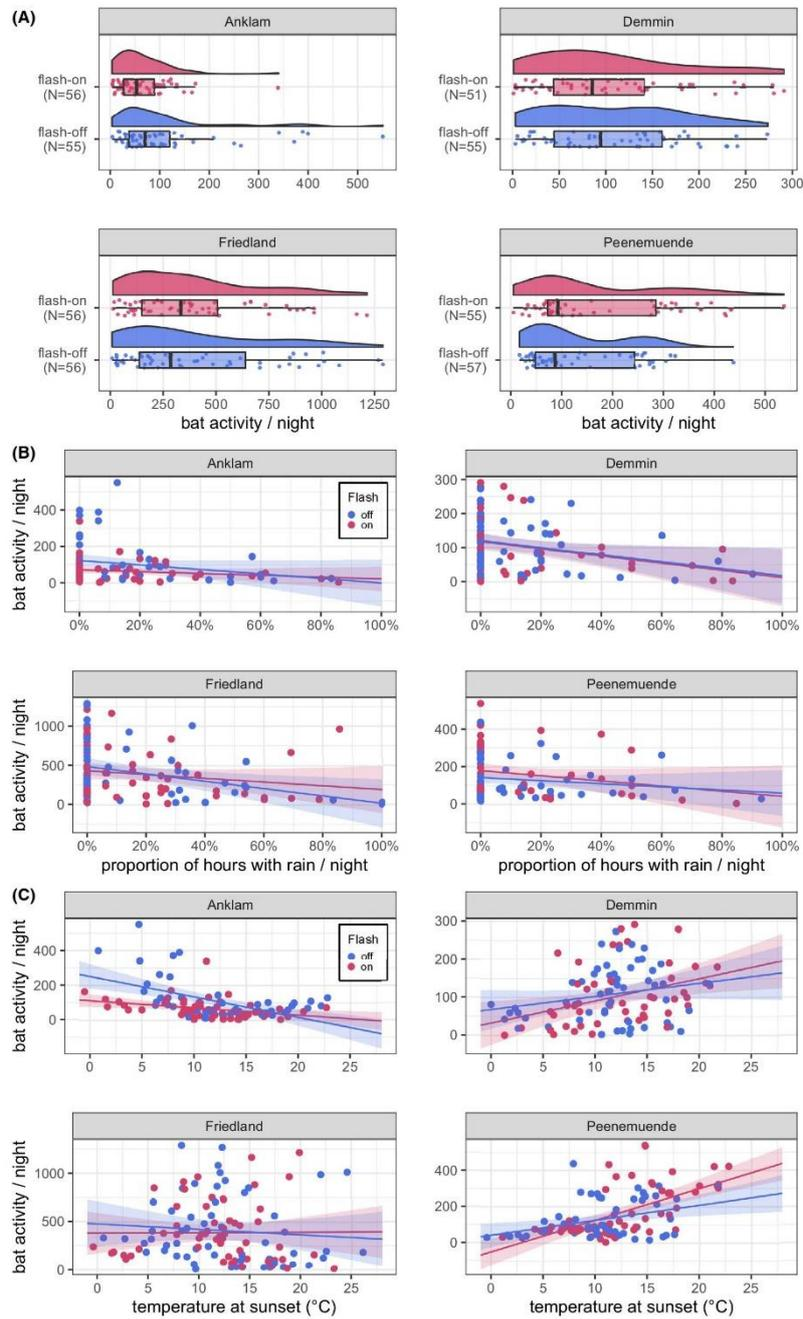 (A)
Anklam
Demmin
flash-on
(N=56)
flash-off
(N=55)
0 100 200 300 400 500
flash-on
(N=51)
flash-off
(N=55)
0 50 100 150 200 250 300
Friedland
Peenemuende
flash-on
(N=56)
flash-off
(N=56)
0 250 500 750 1000 1250
bat activity / night
flash-on
(N=55)
flash-off
(N=57)
0 100 200 300 400 500
bat activity / night
(B)
Anklam
Demmin
bat activity / night
400
200
0
Flash
off
on
0% 20% 40% 60% 80% 100%
300
200
100
0
0% 20% 40% 60% 80% 100%
Friedland
Peenemuende
bat activity / night
1000
500
0
0% 20% 40% 60% 80% 100%
proportion of hours with rain / night
400
200
0
0% 20% 40% 60% 80% 100%
proportion of hours with rain / night
(C)
Anklam
Demmin
bat activity / night
400
200
0
Flash
off
on
0 5 10 15 20 25
300
200
100
0
0 5 10 15 20 25
Friedland
Peenemuende
bat activity / night
1000
500
0
0 5 10 15 20 25
temperature at sunset (°C)
400
200
0
0 5 10 15 20 25
temperature at sunset (°C)